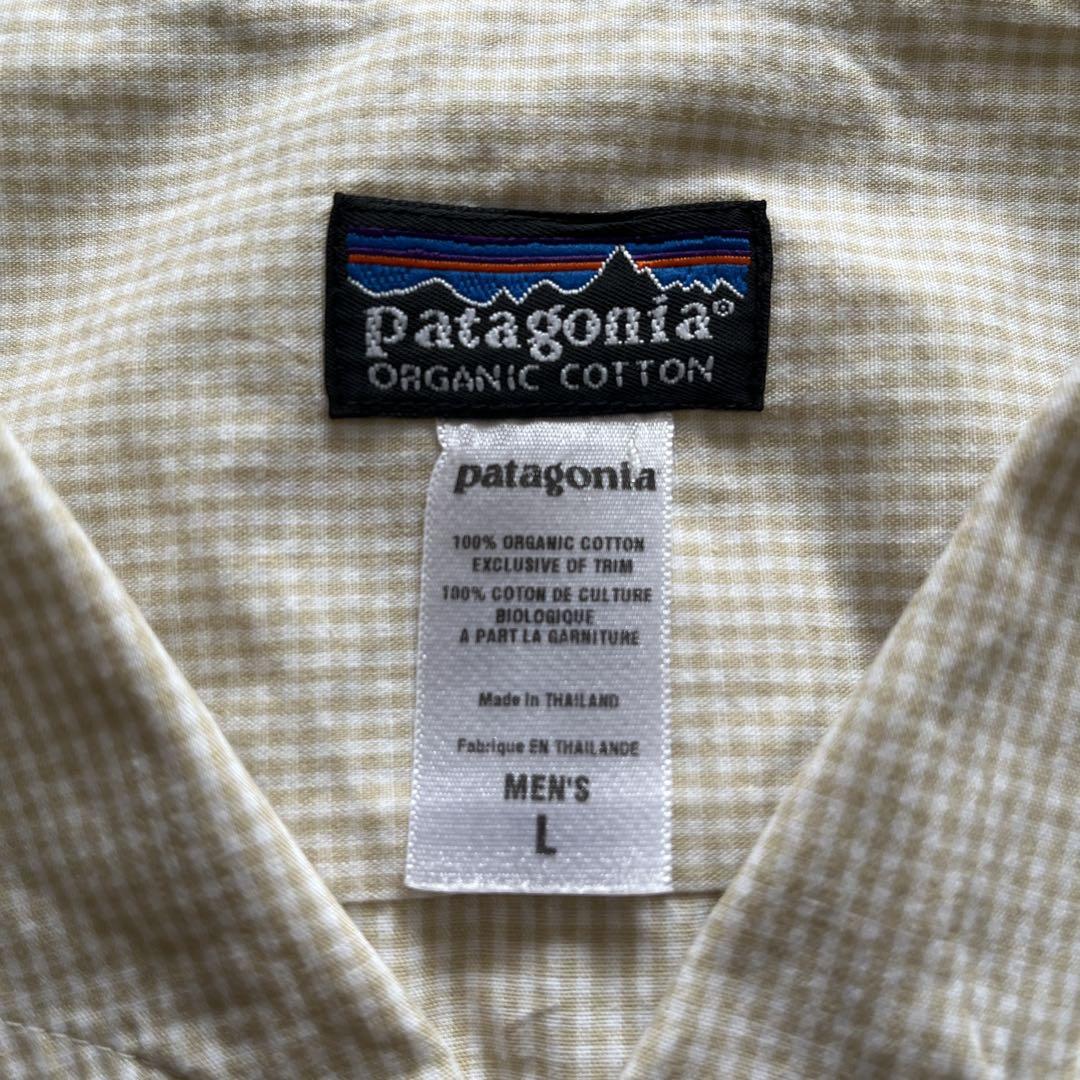 patagonia®
ORGANIC COTTON
patagonia
100% ORGANIC COTTON
EXCLUSIVE OF TRIM
100% COTON DE CULTURE
BIOLOGIQUE
A PART LA GARNITURE
Made in THAILAND
Fabrique EN THAILANDE
MEN'S
L